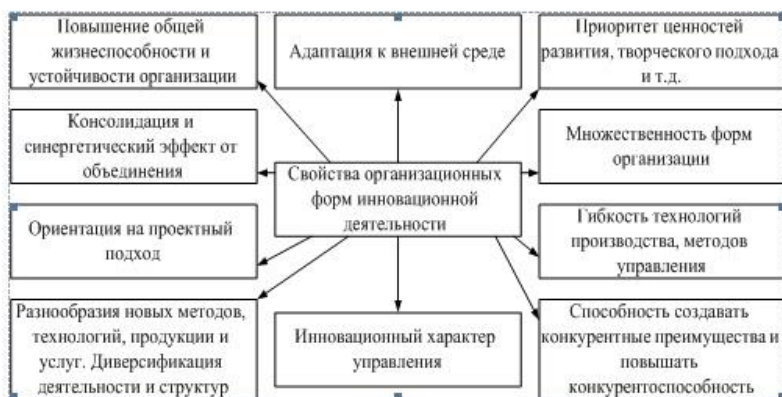 Повышение общей
жизнеспособности и
устойчивости организации
Адаптация к внешней среде
Приоритет ценностей
развития, творческого подхода
и т.д.
Консолидация и
синергетический эффект от
объединения
Свойства организационных
форм инновационной
деятельности
Множественность форм
организации
Ориентация на проектный
подход
Гибкость технологий
производства, методов
управления
Разнообразия новых методов,
технологий, продукции и
услуг. Диверсификация
деятельности и структур
Инновационный характер
управления
Способность создавать
конкурентные преимущества и
повышать
конкурентоспособность